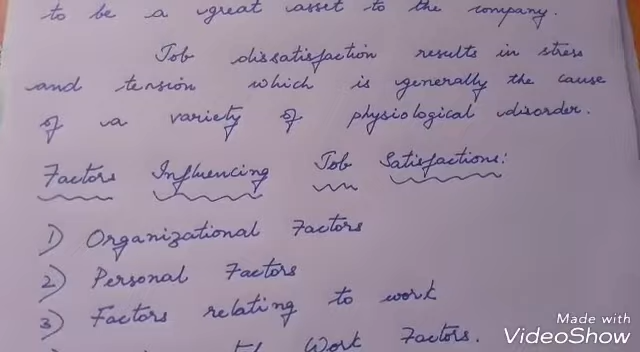 to be a great asset to the company.
Job dissatisfaction results in stress
and tension which is generally the cause
of a variety of physiological disorder.
Factors Influencing Job Satisfactions:
1) Organizational Factors
2) Personal Factors
3) Factors relating to work
Work Factors.
Made with
VideoShow